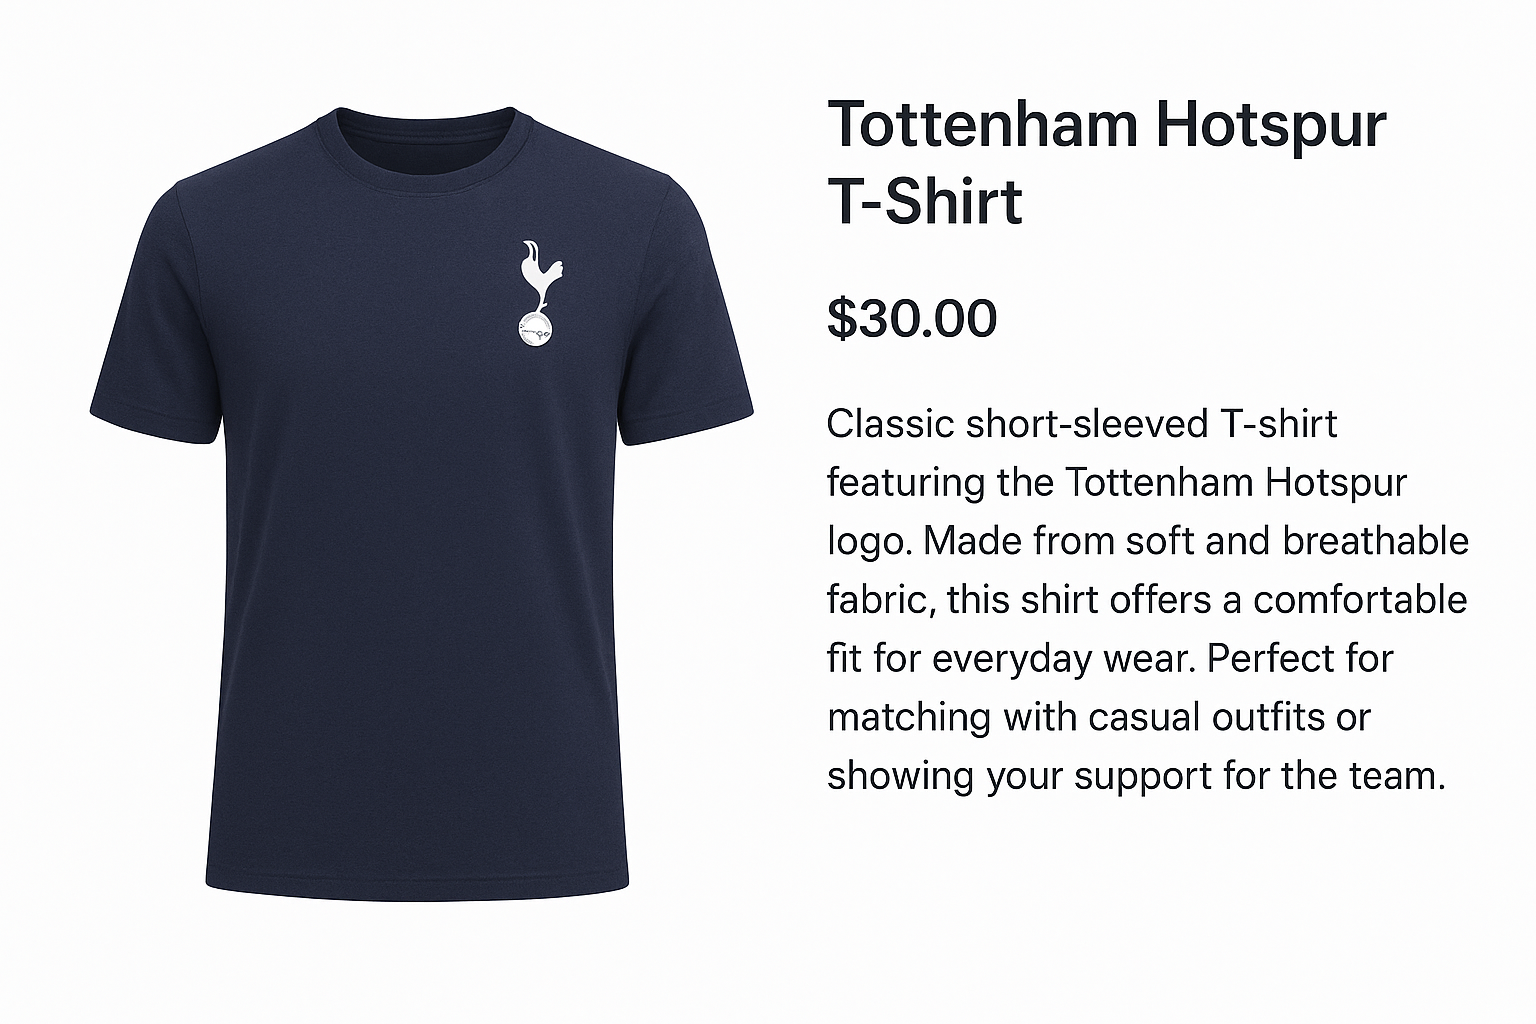 Tottenham Hotspur
T-Shirt
$30.00
Classic short-sleeved T-shirt
featuring the Tottenham Hotspur
logo. Made from soft and breathable
fabric, this shirt offers a comfortable
fit for everyday wear. Perfect for
matching with casual outfits or
showing your support for the team.